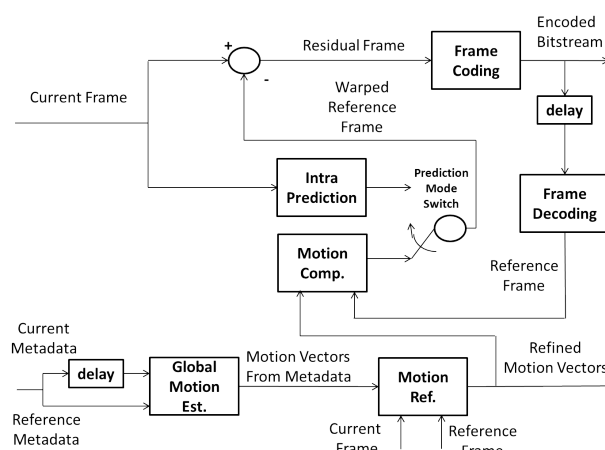 Encoded
Bitstream
+
Residual Frame
Frame
Coding
-
Current Frame
Warped
Reference
Frame
delay
Intra
Prediction
Prediction
Mode
Switch
Frame
Decoding
Motion
Comp.
Reference
Frame
Current
Metadata
delay
Global
Motion
Est.
Motion Vectors
From Metadata
Motion
Ref.
Refined
Motion Vectors
Reference
Metadata
Current
Frame
Reference
Frame